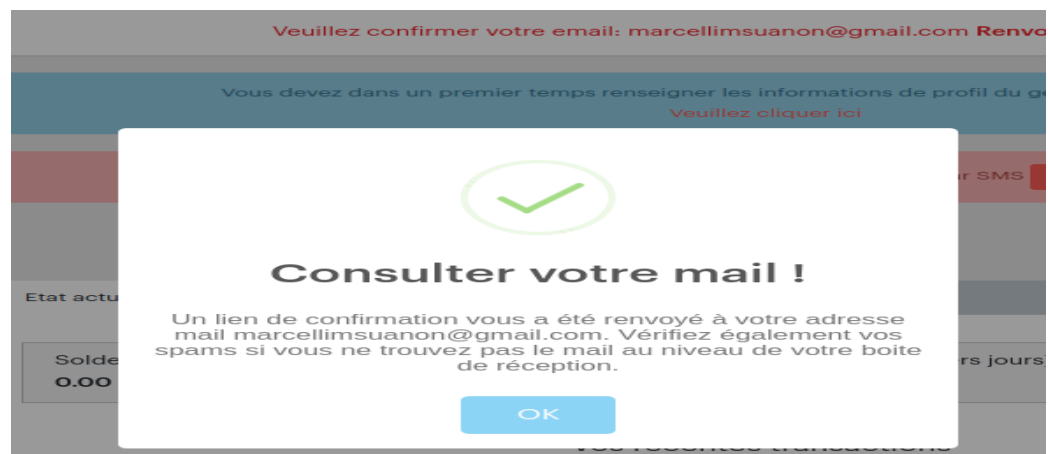 Veuillez confirmer votre email: marcellimsuanon@gmail.com Renvo
Vous devez dans un premier temps renseigner les informations de profil du g
Veuillez cliquer ici
r SMS
Consulter votre mail !
Etat actu
Un lien de confirmation vous a été renvoyé à votre adresse
mail marcellimsuanon@gmail.com. Vérifiez également vos
spams si vous ne trouvez pas le mail au niveau de votre boite
de réception.
Solde
rs jours
0.00
OK